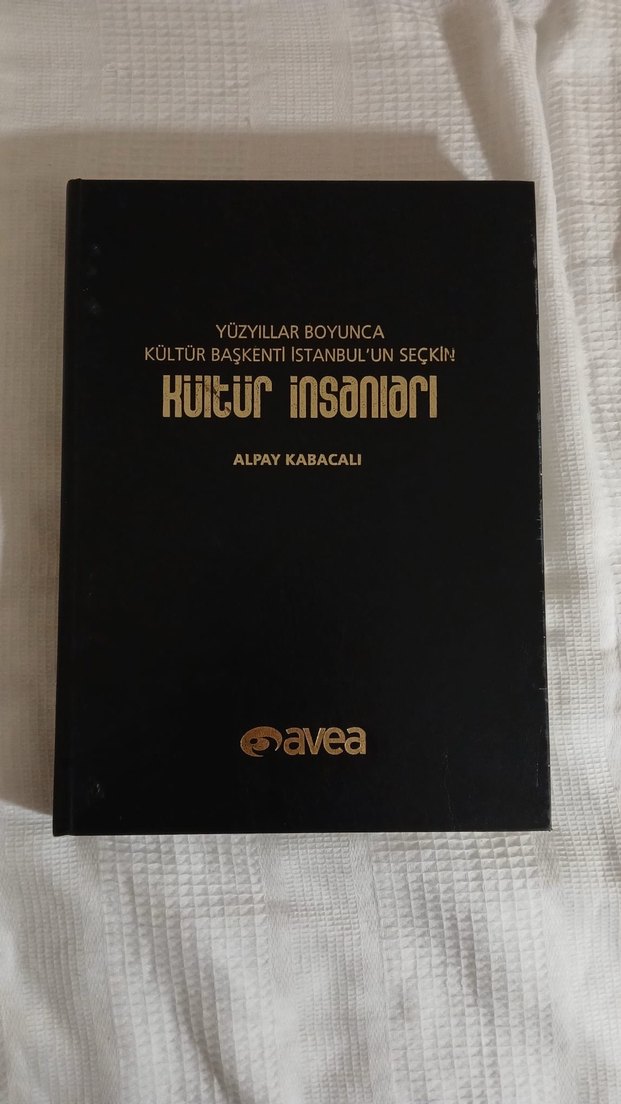 YÜZYILLAR BOYUNCA
KÜLTÜR BAŞKENTİ İSTANBUL'UN SEÇKİN
KÜLTÜR İNSANLARI
ALPAY KABACALI
avea